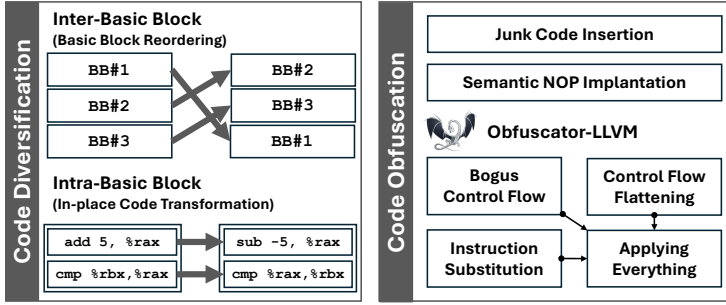 Code Diversification
Inter-Basic Block
(Basic Block Reordering)
BB#1
BB#2
BB#3
BB#2
BB#3
BB#1
Intra-Basic Block
(In-place Code Transformation)
add 5, %rax
sub -5, %rax
cmp %rbx,%rax
cmp %rax,%rbx
Code Obfuscation
Junk Code Insertion
Semantic NOP Implantation
Obfuscator-LLVM
Bogus
Control Flow
Control Flow
Flattening
Instruction
Substitution
Applying
Everything